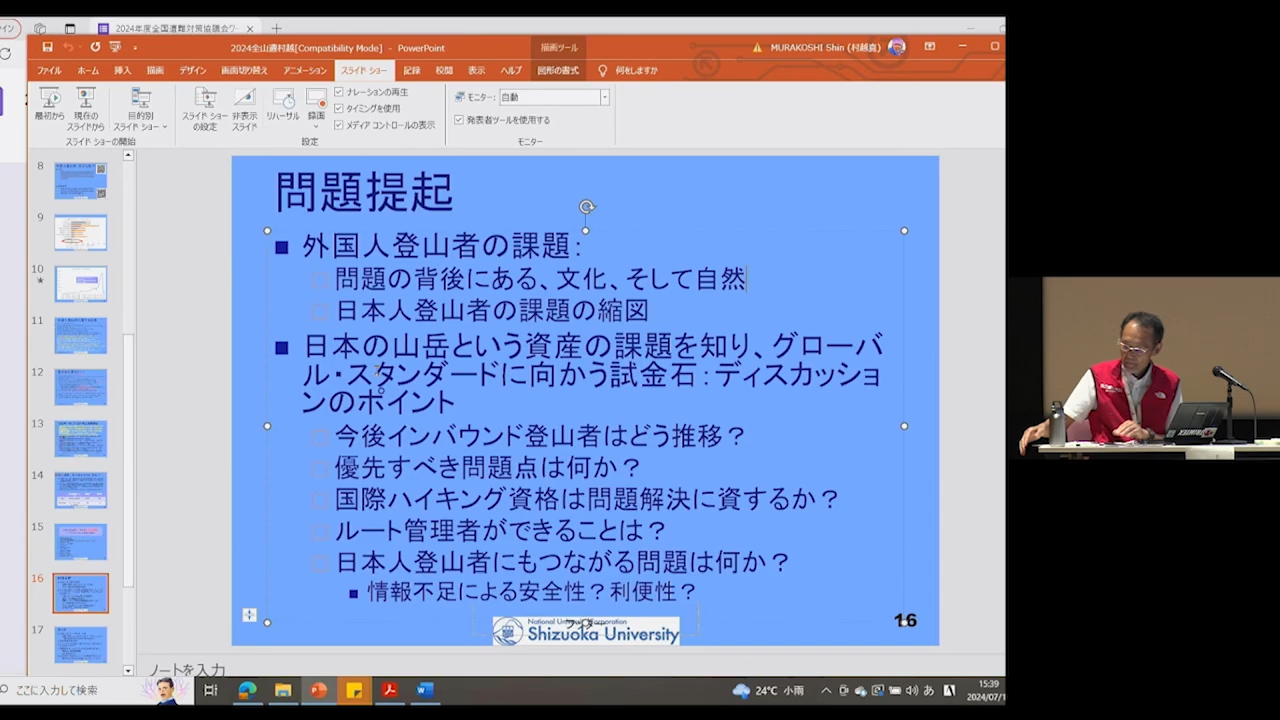 イン
2024年度全国遭難対策協議会ワー
2024全山遭村越[Compatibility Mode] - PowerPoint
描画ツール
MURAKOSHI Shin (村越真)
ファイル ホーム 挿入 描画 デザイン 画面切り替え アニメーション スライド ショー 記録 校閲 表示 ヘルプ 図形の書式 何をしますか
最初から
現在の
スライドから
目的別
スライド ショー
スライド ショー
の設定
非表示
スライド
リハーサル
録画
ナレーションの再生
タイミングを使用
メディア コントロールの表示
モニター: 自動
発表者ツールを使用する
スライド ショーの開始
設定
モニター
8
9
10
11
12
13
14
15
16
17
問題提起
外国人登山者の課題:
問題の背後にある、文化、そして自然
日本人登山者の課題の縮図
日本の山岳という資産の課題を知り、グローバ
ル・スタンダードに向かう試金石:ディスカッショ
ンのポイント
今後インバウンド登山者はどう推移?
優先すべき問題点は何か?
国際ハイキング資格は問題解決に資するか?
ルート管理者ができることは?
日本人登山者にもつながる問題は何か?
情報不足による安全性?利便性?
16
National University Corporation
Shizuoka University
ノートを入力
ここに入力して検索
24°C 小雨
あ
15:39
2024/07/1